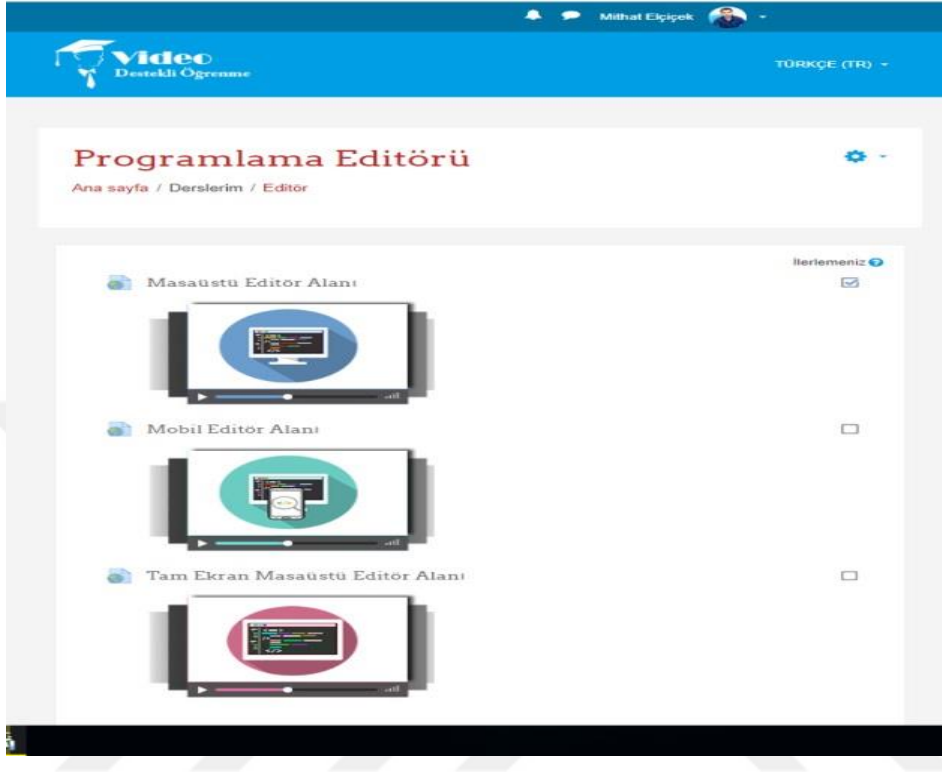 Mithat Elçiçek
Video
Destekli Öğrenme
TÜRKÇE (TR)
Programlama Editörü
Ana sayfa / Derslerim / Editör
İlerlemeniz
Masaüstü Editör Alanı
Mobil Editör Alanı
Tam Ekran Masaüstü Editör Alanı